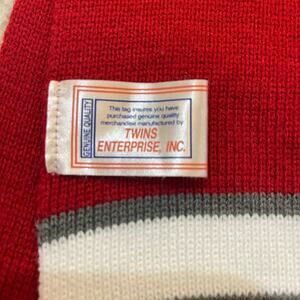 GENUINE QUALITY
This tag insures you have
purchased genuine quality
merchandise manufactured by
TWINS
ENTERPRISE, INC.